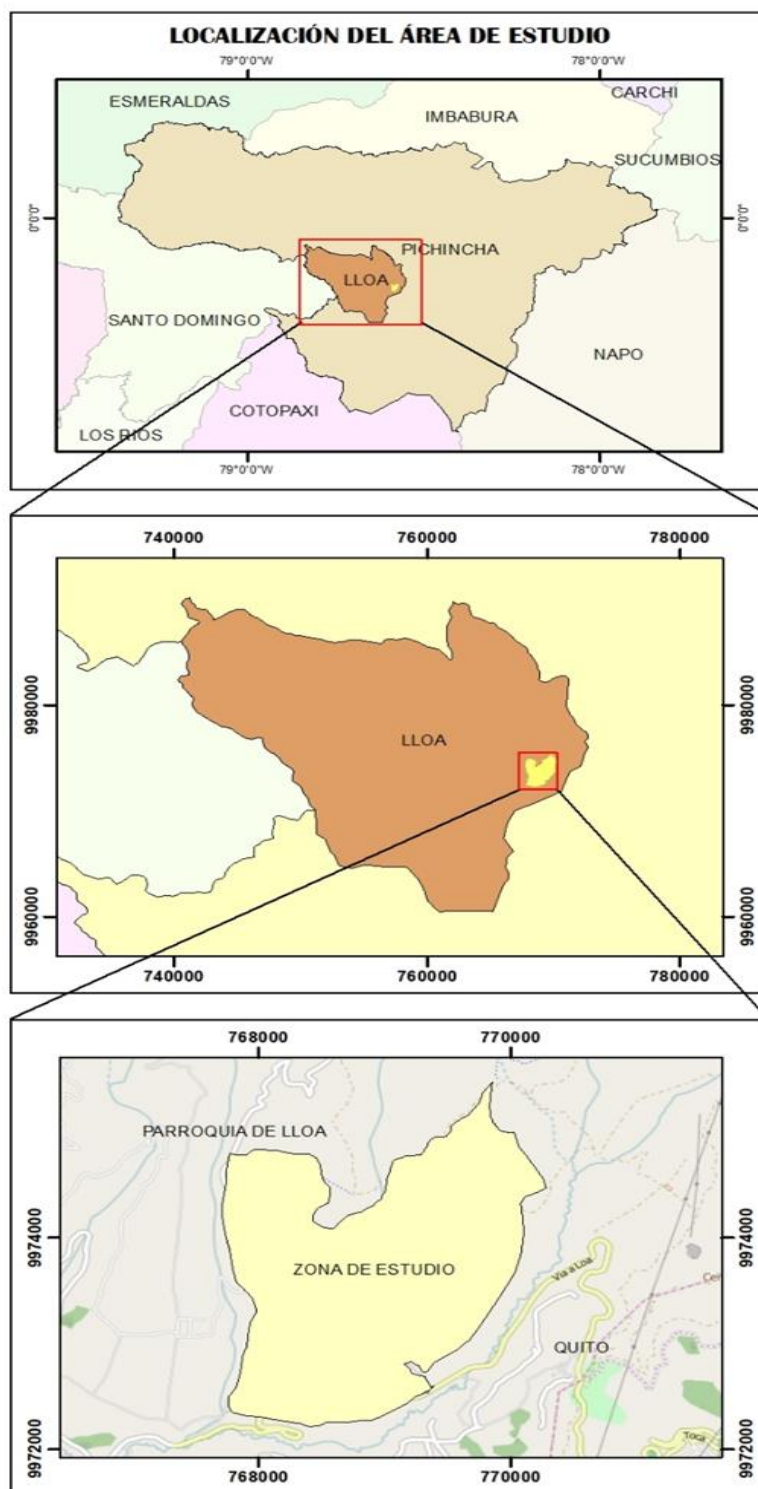 LOCALIZACIÓN DEL ÁREA DE ESTUDIO
79°0'0"W 78°0'0"W
ESMERALDAS
CARCHI
IMBABURA
SUCUMBIOS
0°0'0" 0°0'0"
PICHINCHA
LLOA
SANTO DOMINGO
NAPO
COTOPAXI
LOS RIOS
79°0'0"W 78°0'0"W
740000 760000 780000
9980000 9980000
LLOA
9960000 9960000
740000 760000 780000
768000 770000
PARROQUIA DE LLOA
9974000 9974000
ZONA DE ESTUDIO
Via a Loa
Cei
QUITO
Toca
9972000 9972000
768000 770000